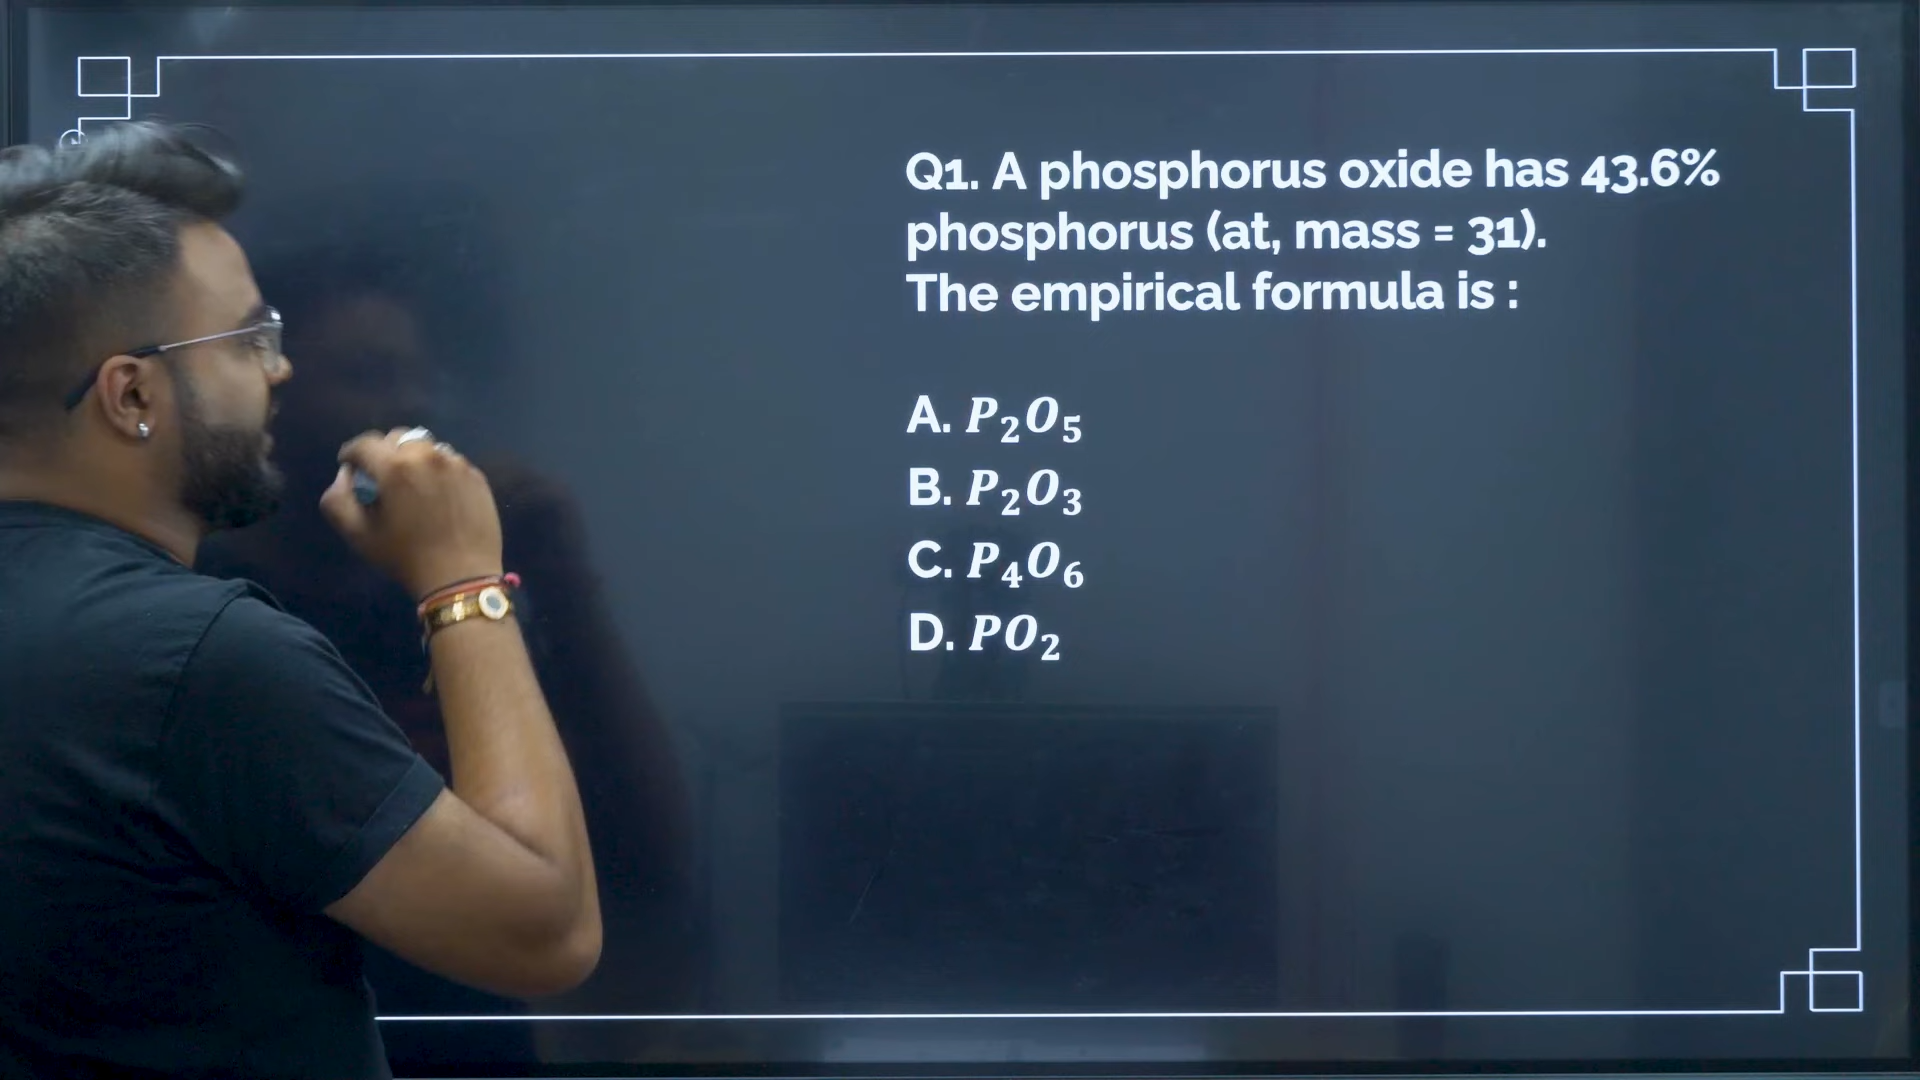 Q1. A phosphorus oxide has 43.6%
phosphorus (at, mass = 31).
The empirical formula is :
A. P₂O₅
B. P₂O₃
C. P₄O₆
D. PO₂